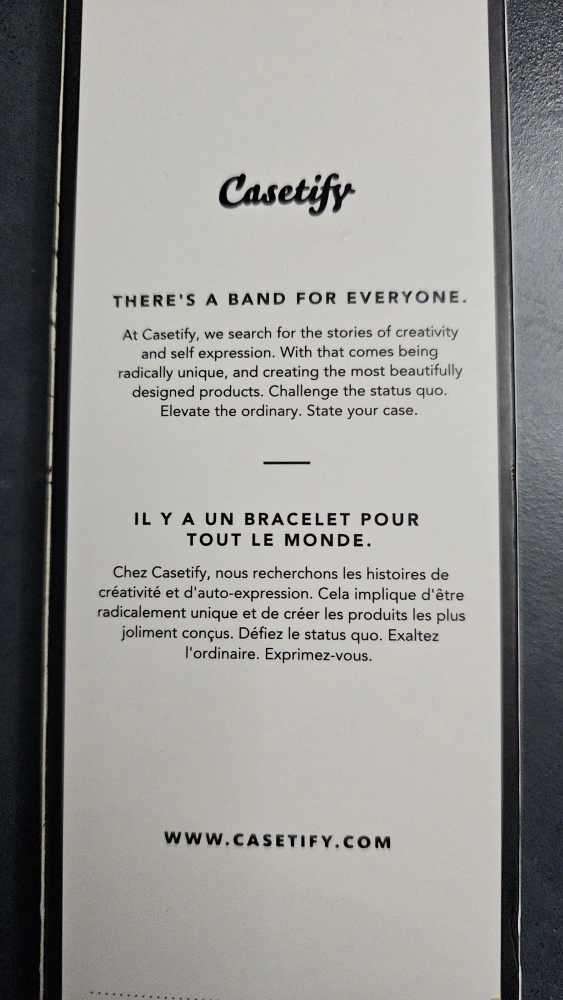 Casetify
THERE'S A BAND FOR EVERYONE.
At Casetify, we search for the stories of creativity
and self expression. With that comes being
radically unique, and creating the most beautifully
designed products. Challenge the status quo.
Elevate the ordinary. State your case.
IL Y A UN BRACELET POUR
TOUT LE MONDE.
Chez Casetify, nous recherchons les histoires de
créativité et d'auto-expression. Cela implique d'être
radicalement unique et de créer les produits les plus
joliment conçus. Défiez le status quo. Exaltez
l'ordinaire. Exprimez-vous.
WWW.CASETIFY.COM